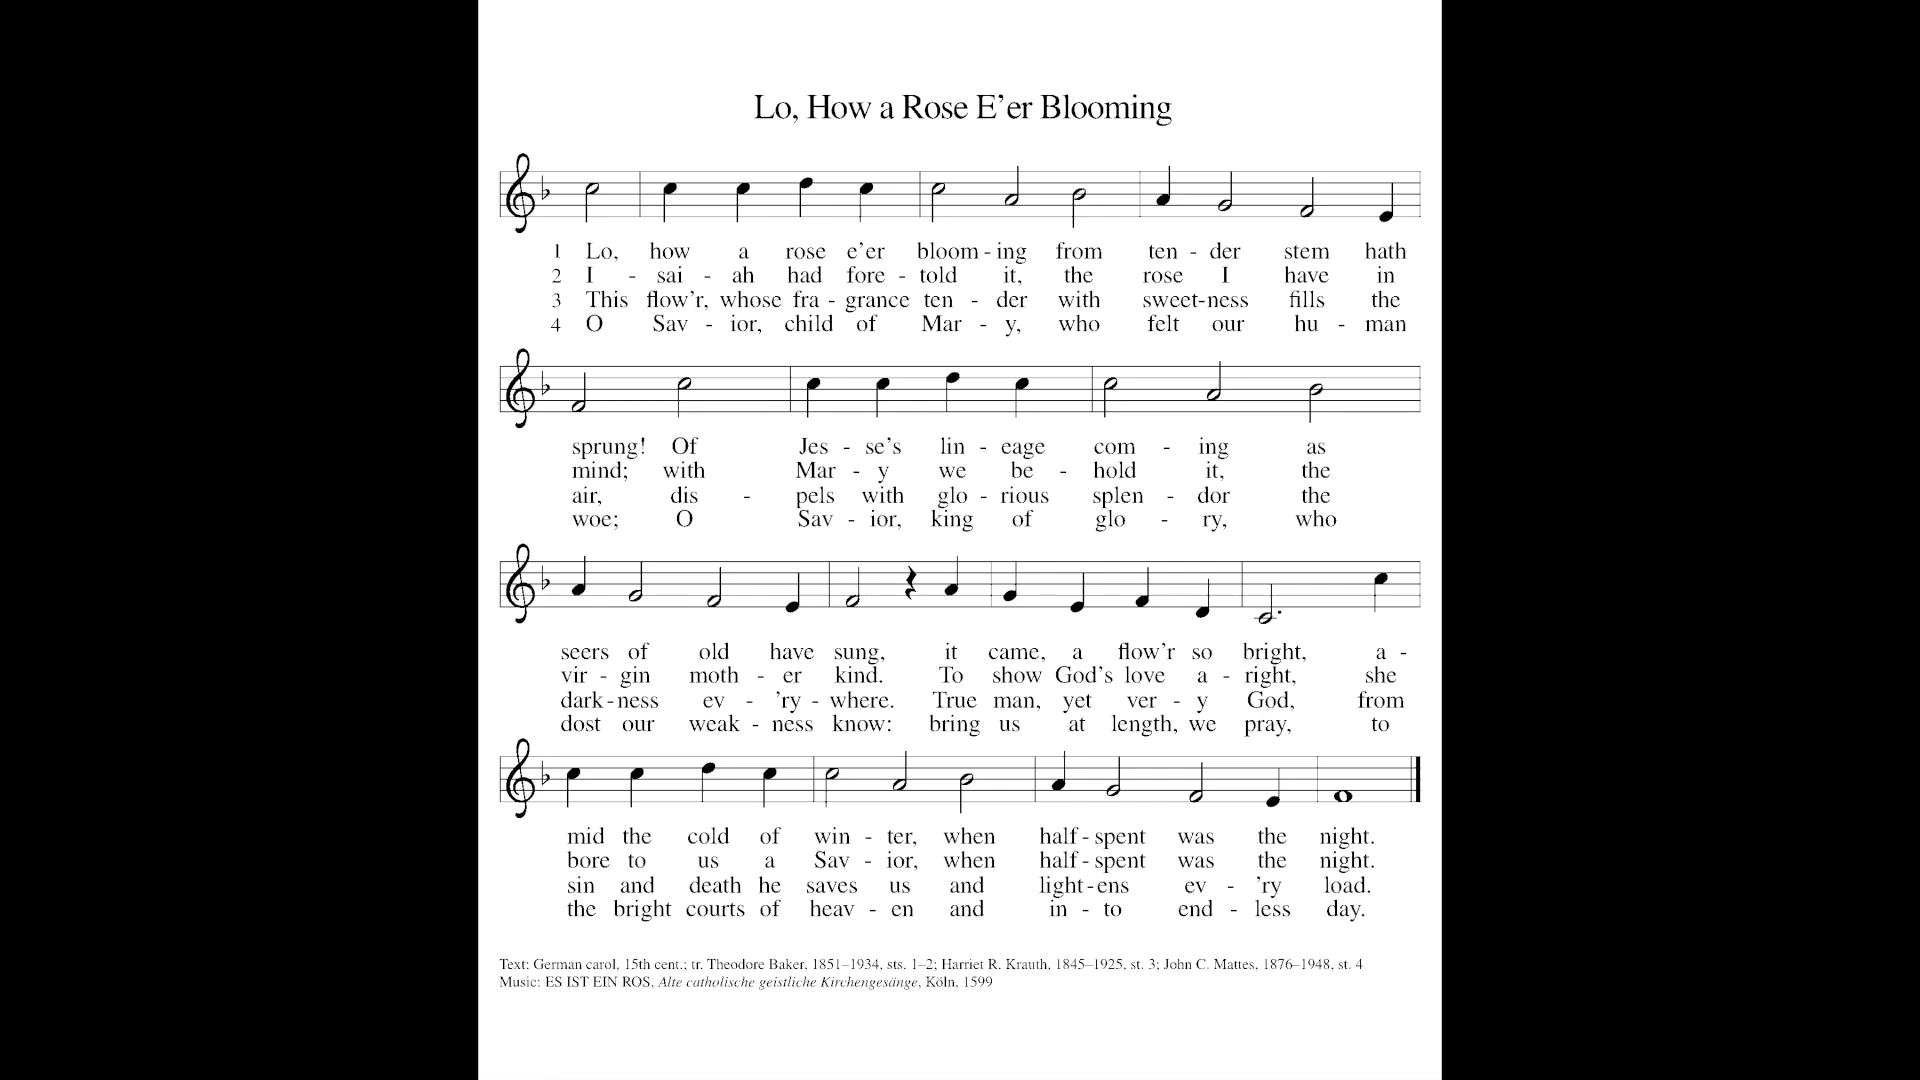 Lo, How a Rose E’er Blooming
1 Lo, how a rose e’er bloom - ing from ten - der stem hath
2 I - sai - ah had fore - told it, the rose I have in
3 This flow’r, whose fra - grance ten - der with sweet - ness fills the
4 O Sav - ior, child of Mar - y, who felt our hu - man
sprung! Of Jes - se’s lin - eage com - ing as
mind; with Mar - y we be - hold it, the
air, dis - pels with glo - rious splen - dor the
woe; O Sav - ior, king of glo - ry, who
seers of old have sung, it came, a flow’r so bright, a -
vir - gin moth - er kind. To show God’s love a - right, she
dark - ness ev - ’ry - where. True man, yet ver - y God, from
dost our weak - ness know: bring us at length, we pray, to
mid the cold of win - ter, when half - spent was the night.
bore to us a Sav - ior, when half - spent was the night.
sin and death he saves us and light - ens ev - ’ry load.
the bright courts of heav - en and in - to end - less day.
Text: German carol, 15th cent.; tr. Theodore Baker, 1851–1934, sts. 1–2; Harriet R. Krauth, 1845–1925, st. 3; John C. Mattes, 1876–1948, st. 4
Music: ES IST EIN ROS, Alte catholische geistliche Kirchengesänge, Köln, 1599